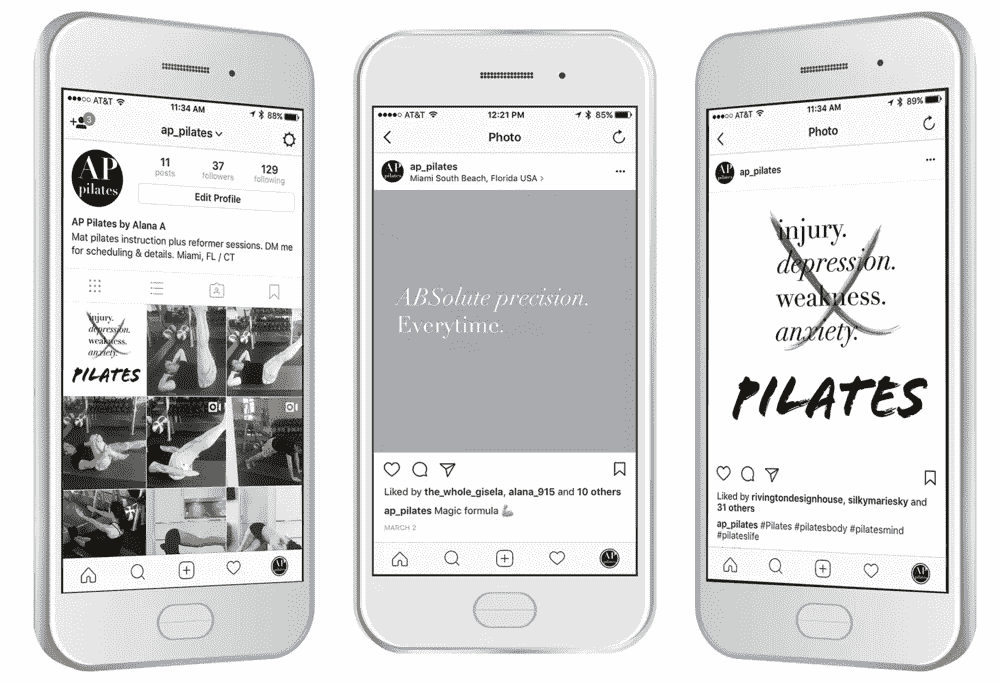 AT&T 11:34 AM 88%
3
ap_pilates
AP
pilates
11 37 129
posts followers following
Edit Profile
AP Pilates by Alana A
Mat pilates instruction plus reformer sessions. DM me
for scheduling & details. Miami, FL / CT
injury.
depression.
weakness.
anxiety.
PILATES
AP
AT&T 12:21 PM 85%
Photo
AP
pilates
ap_pilates
Miami South Beach, Florida USA >
ABSolute precision.
Everytime.
Liked by the_whole_gisela, alana_915 and 10 others
ap_pilates Magic formula 💪
MARCH 2
AP
AT&T 11:34 AM 89%
Photo
AP
pilates
ap_pilates
injury.
depression.
weakness.
anxiety.
PILATES
Liked by rivingtondesignhouse, silkymariesky and
31 others
ap_pilates #Pilates #pilatesbody #pilatesmind
#pilateslife
AP